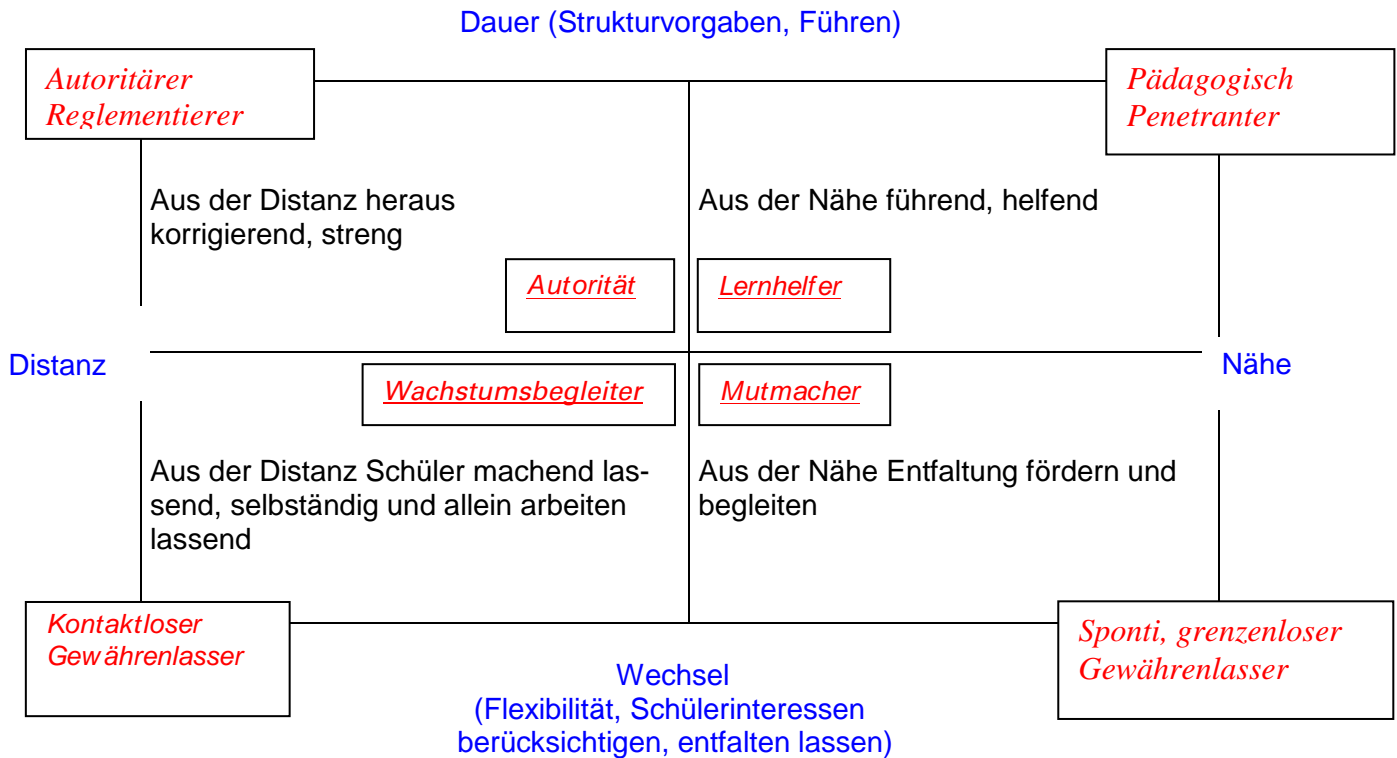 Dauer (Strukturvorgaben, Führen)
Autoritärer
Reglementierer
Pädagogisch
Penetranter
Aus der Distanz heraus
korrigierend, streng
Aus der Nähe führend, helfend
Autorität
Lernhelfer
Distanz
Nähe
Wachstumsbegleiter
Mutmacher
Aus der Distanz Schüler machend las-
send, selbständig und allein arbeiten
lassend
Aus der Nähe Entfaltung fördern und
begleiten
Kontaktloser
Gewährenlasser
Sponti, grenzenloser
Gewährenlasser
Wechsel
(Flexibilität, Schülerinteressen
berücksichtigen, entfalten lassen)